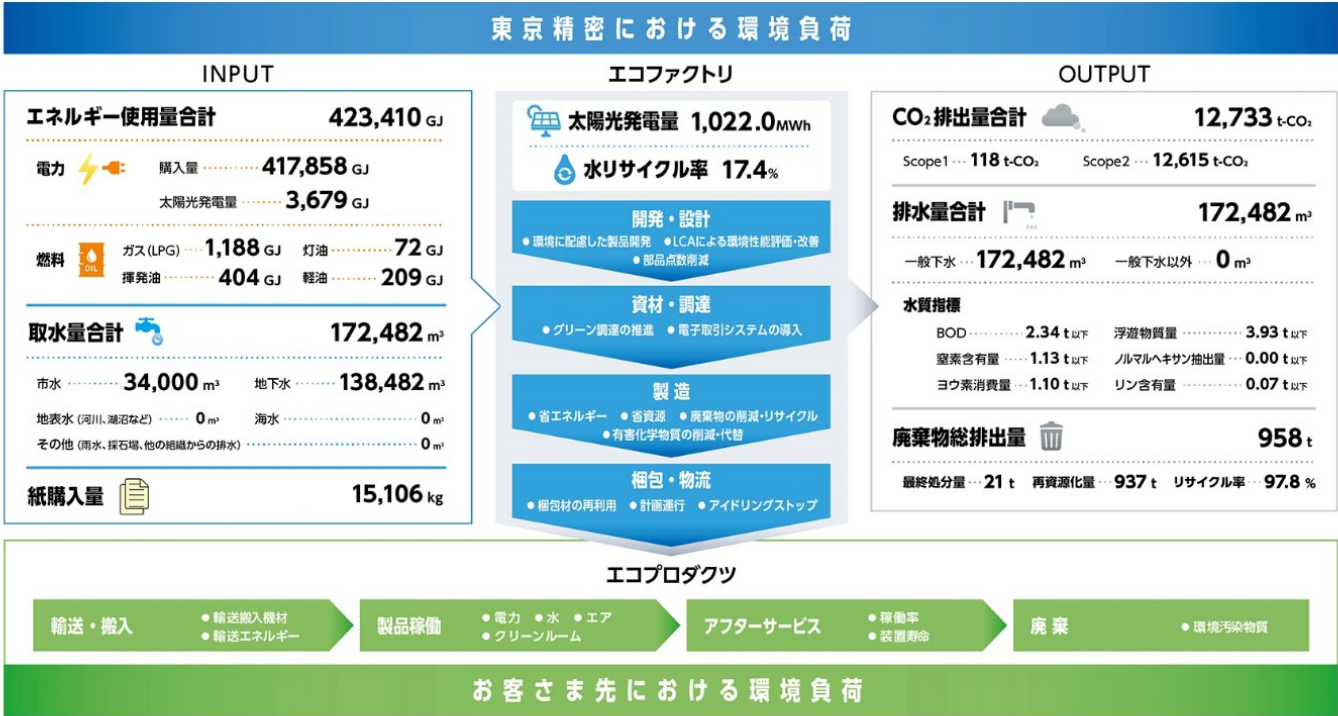 東京精密における環境負荷
INPUT
エネルギー使用量合計 423,410 GJ
電力 購入量 417,858 GJ
太陽光発電量 3,679 GJ
燃料 OIL ガス(LPG) 1,188 GJ 灯油 72 GJ
揮発油 404 GJ 軽油 209 GJ
取水量合計 172,482 m³
市水 34,000 m³ 地下水 138,482 m³
地表水 (河川、湖沼など) 0 m³ 海水 0 m³
その他 (雨水、採石場、他の組織からの排水) 0 m³
紙購入量 15,106 kg
エコファクトリ
太陽光発電量 1,022.0MWh
水リサイクル率 17.4%
開発・設計
●環境に配慮した製品開発 ●LCAによる環境性能評価・改善
●部品点数削減
資材・調達
●グリーン調達の推進 ●電子取引システムの導入
製造
●省エネルギー ●省資源 ●廃棄物の削減・リサイクル
●有害化学物質の削減・代替
梱包・物流
●梱包材の再利用 ●計画運行 ●アイドリングストップ
OUTPUT
CO₂排出量合計 12,733 t-CO₂
Scope1 … 118 t-CO₂ Scope2 … 12,615 t-CO₂
排水量合計 172,482 m³
一般下水 … 172,482 m³ 一般下水以外 … 0 m³
水質指標
BOD 2.34 t以下 浮遊物質量 3.93 t以下
窒素含有量 1.13 t以下 ノルマルヘキサン抽出量 0.00 t以下
ヨウ素消費量 1.10 t以下 リン含有量 0.07 t以下
廃棄物総排出量 958 t
最終処分量 … 21 t 再資源化量 … 937 t リサイクル率 … 97.8 %
エコプロダクツ
輸送・搬入
●輸送搬入機材
●輸送エネルギー
製品稼働
●電力 ●水 ●エア
●クリーンルーム
アフターサービス
●稼働率
●装置寿命
廃棄
●環境汚染物質
お客さま先における環境負荷